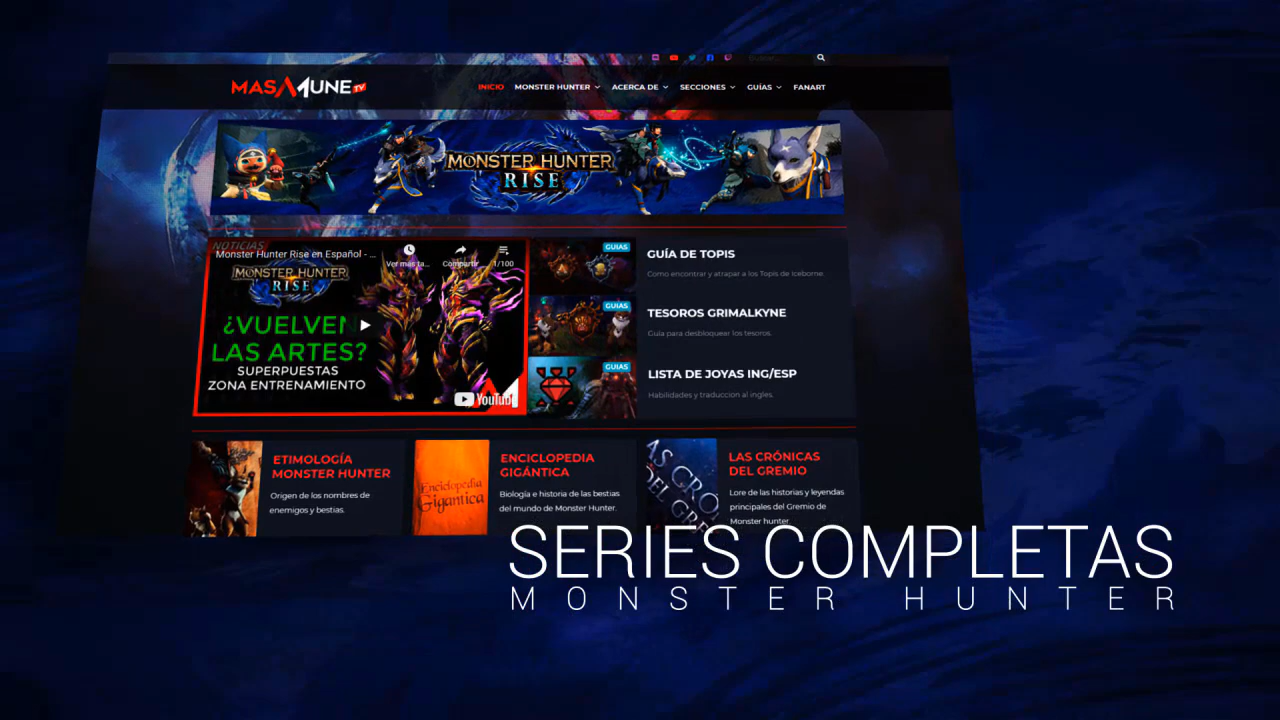 MASAMUNE TV
INICIO MONSTER HUNTER ACERCA DE SECCIONES GUÍAS FANART
MONSTER HUNTER
RISE
NOTICIAS
Monster Hunter Rise en Español - ...
Ver más ta... Compartir 1/100
MONSTER HUNTER
RISE
¿VUELVEN
LAS ARTES?
SUPERPUESTAS
ZONA ENTRENAMIENTO
YouTube
GUIAS
GUÍA DE TOPIS
Como encontrar y atrapar a los Topis de Iceborne
GUIAS
TESOROS GRIMALKYNE
Guía para desbloquear los tesoros.
GUIAS
LISTA DE JOYAS ING/ESP
Habilidades y traduccion al ingles.
ETIMOLOGÍA
MONSTER HUNTER
Origen de los nombres de
enemigos y bestias.
Enciclopedia
Gigantica
ENCICLOPEDIA
GIGÁNTICA
Biología e historia de las bestias
del mundo de Monster Hunter.
LAS CRÓNICAS
DEL GREMIO
Lore de las historias y leyendas
principales del Gremio de
Monster hunter.
SERIES COMPLETAS
MONSTER HUNTER